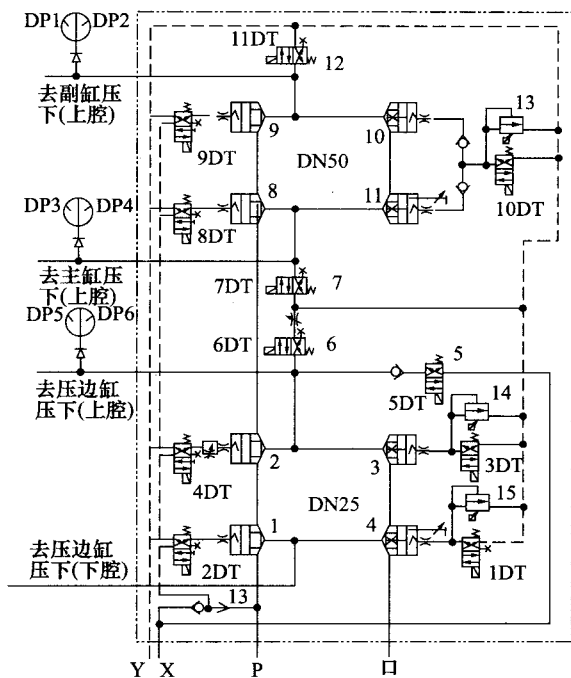 DP1 DP2
11DT
12
去副缸压
下(上腔)
9
10
13
9DT
DN50
10DT
DP3 DP4
8
11
8DT
去主缸压
下(上腔)
7DT
7
DP5 DP6
6DT
6
5
去压边缸
压下(上腔)
5DT
14
2
3
4DT
3DT
DN25
15
去压边缸
压下(下腔)
1
4
2DT
1DT
13
Y X P 口